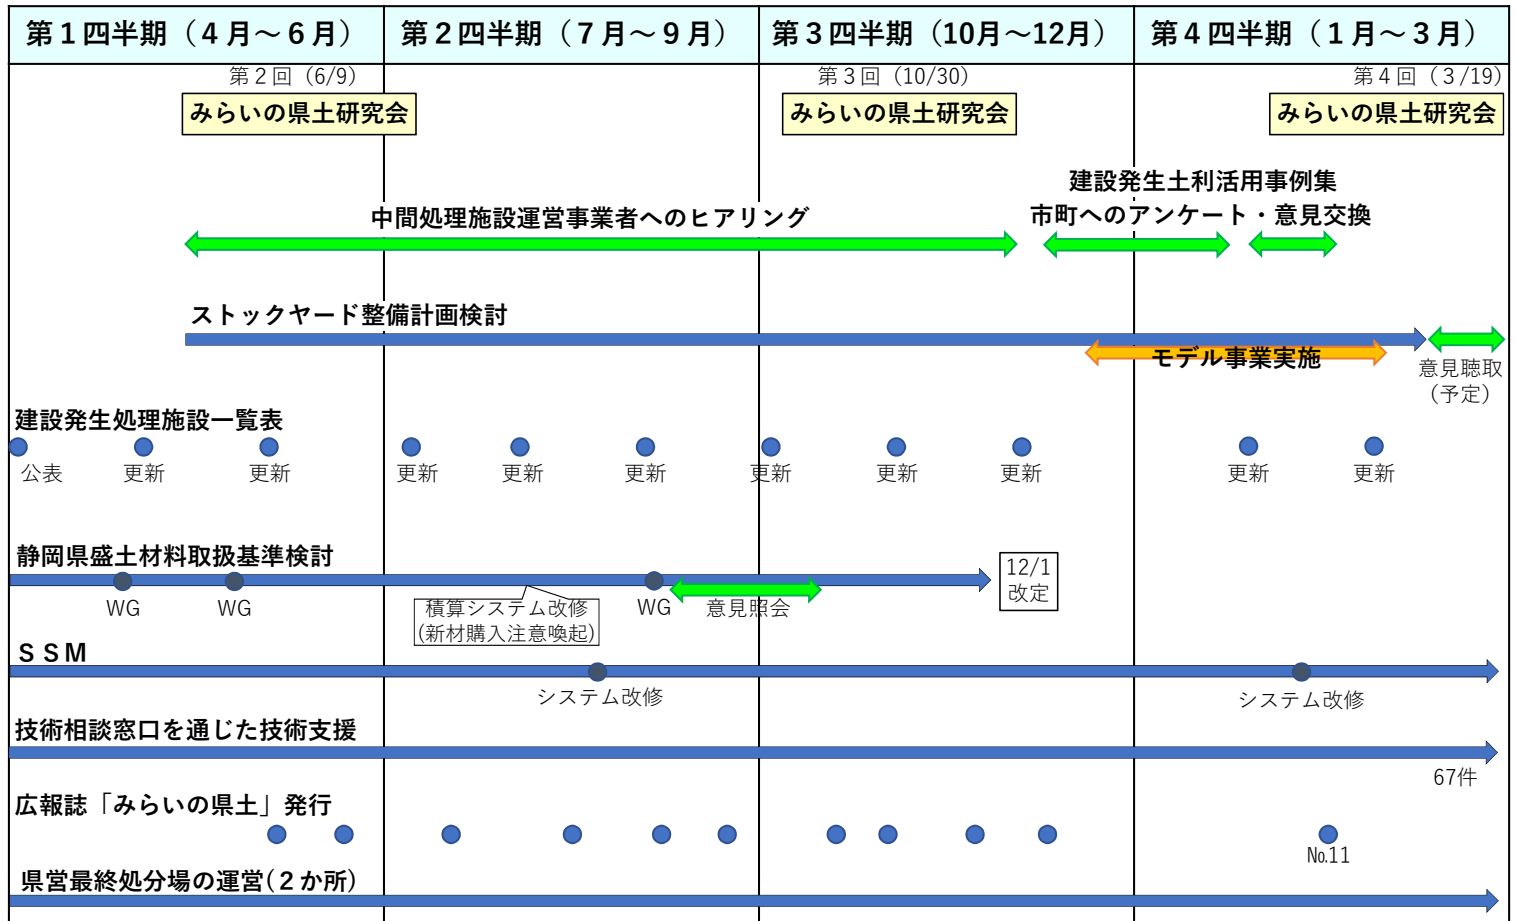 第１四半期（４月～６月）
第２四半期（７月～９月）
第３四半期（10月～12月）
第４四半期（１月～３月）
第２回（6/9）
第３回（10/30）
第４回（３/19）
みらいの県土研究会
みらいの県土研究会
みらいの県土研究会
建設発生土利活用事例集
中間処理施設運営事業者へのヒアリング
市町へのアンケート・意見交換
ストックヤード整備計画検討
モデル事業実施
意見聴取
（予定）
建設発生処理施設一覧表
公表
更新
更新
更新
更新
更新
更新
更新
更新
更新
更新
静岡県盛土材料取扱基準検討
12/1
改定
WG
WG
積算システム改修
(新材購入注意喚起)
WG
意見照会
ＳＳＭ
システム改修
システム改修
技術相談窓口を通じた技術支援
67件
広報誌「みらいの県土」発行
№11
県営最終処分場の運営(２か所)